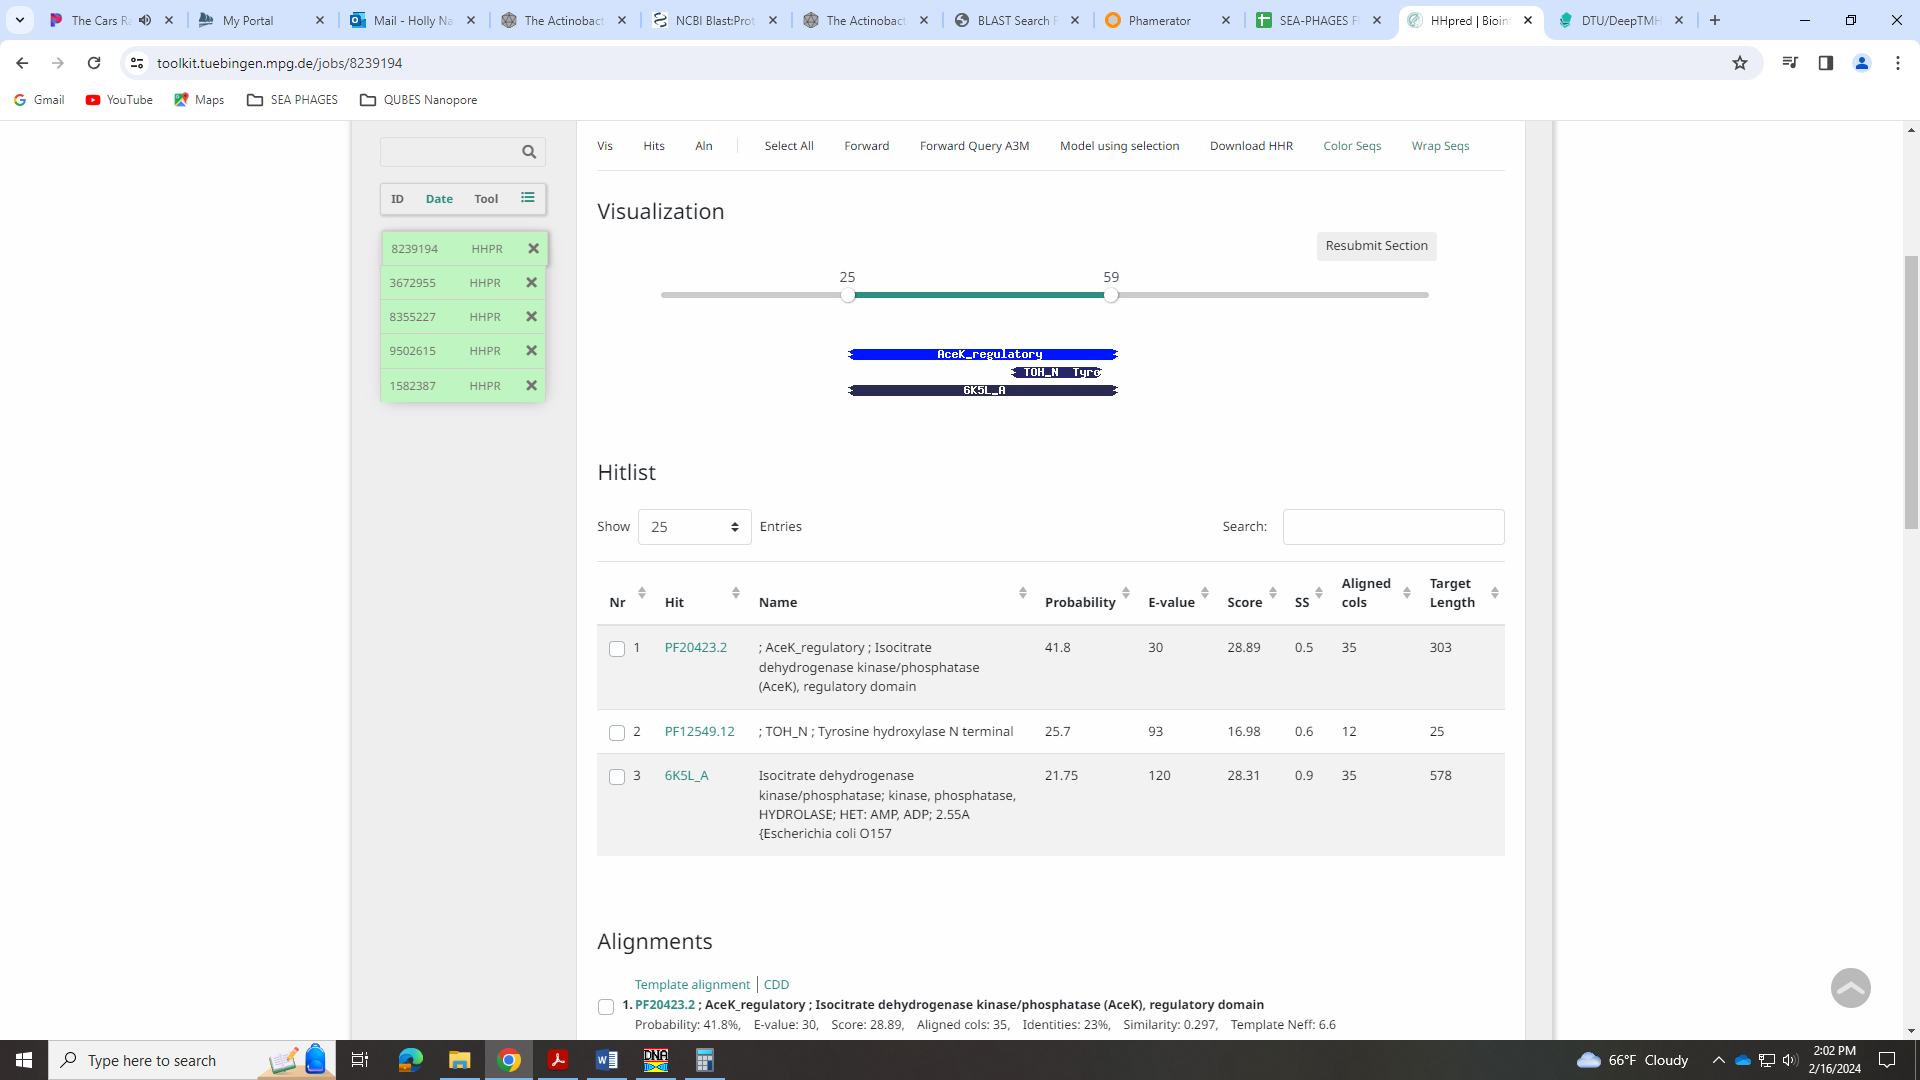 The Cars Ra
My Portal
Mail - Holly Na
The Actinobact
NCBI Blast:Prot
The Actinobact
BLAST Search R
Phamerator
SEA-PHAGES F
HHpred | Bioin
DTU/DeepTMH
toolkit.tuebingen.mpg.de/jobs/8239194
Gmail
YouTube
Maps
SEA PHAGES
QUBES Nanopore
Vis Hits Aln Select All Forward Forward Query A3M Model using selection Download HHR Color Seqs Wrap Seqs
ID Date Tool
8239194 HHPR
3672955 HHPR
8355227 HHPR
9502615 HHPR
1582387 HHPR
Visualization
Resubmit Section
25 59
AceK_regulatory
TOH_N Tyro
6K5L_A
Hitlist
Show 25 Entries Search:
Nr Hit Name Probability E-value Score SS Aligned cols Target Length
1 PF20423.2 ; AceK_regulatory ; Isocitrate 41.8 30 28.89 0.5 35 303
dehydrogenase kinase/phosphatase
(AceK), regulatory domain
2 PF12549.12 ; TOH_N ; Tyrosine hydroxylase N terminal 25.7 93 16.98 0.6 12 25
3 6K5L_A Isocitrate dehydrogenase 21.75 120 28.31 0.9 35 578
kinase/phosphatase; kinase, phosphatase,
HYDROLASE; HET: AMP, ADP; 2.55A
{Escherichia coli O157
Alignments
Template alignment | CDD
1. PF20423.2 ; AceK_regulatory ; Isocitrate dehydrogenase kinase/phosphatase (AceK), regulatory domain
Probability: 41.8%, E-value: 30, Score: 28.89, Aligned cols: 35, Identities: 23%, Similarity: 0.297, Template Neff: 6.6
Type here to search
DNA
66°F Cloudy
2:02 PM
2/16/2024